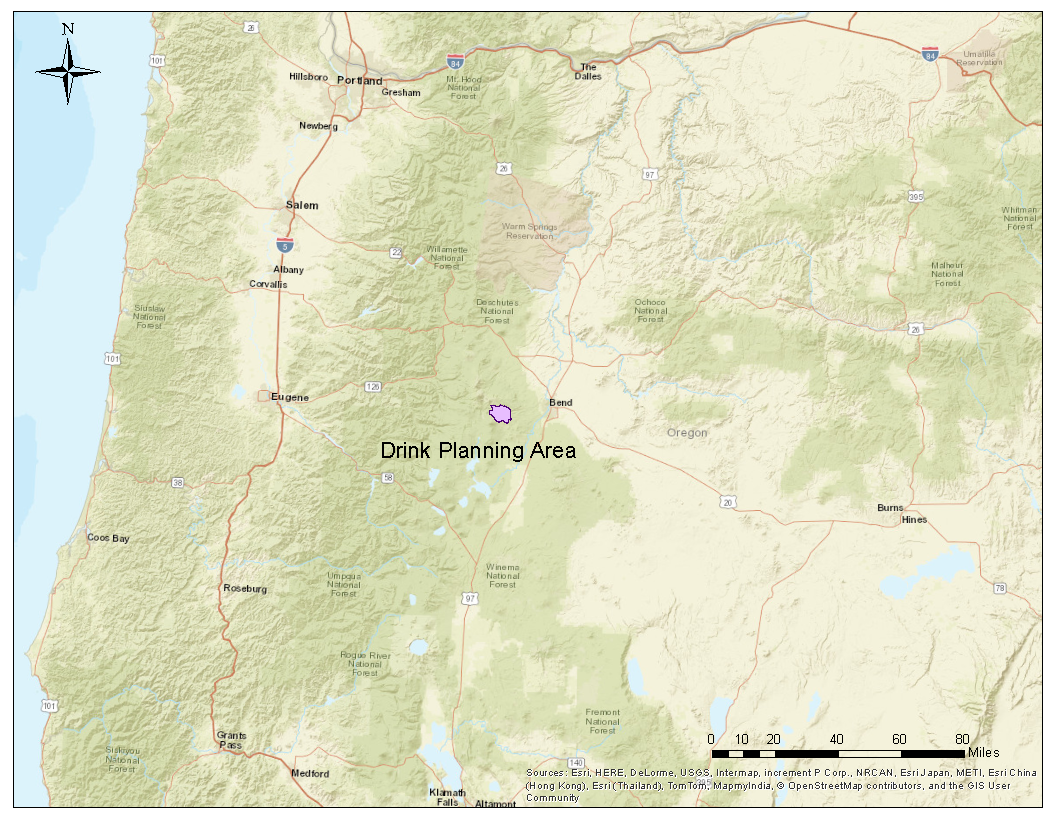 N
26
101
84
Hillsboro
Portland
Gresham
Mt. Hood
National
Forest
The
Dalles
84
Umatilla
Reservation
Newberg
26
97
395
Salem
5
22
Willamette
National
Forest
Warm Springs
Reservation
Whitman
National
Forest
Albany
Corvallis
Malheur
National
Forest
Siuslaw
National
Forest
Deschutes
National
Forest
Ochoco
National
Forest
26
101
126
Eugene
Bend
Oregon
Drink Planning Area
58
38
20
Burns
Hines
Coos Bay
Umpqua
National
Forest
Winema
National
Forest
Roseburg
97
78
Rogue River
National
Forest
101
Fremont
National
Forest
Grants
Pass
Siskiyou
National
Forest
Medford
Klamath
Falls
Altamont
140
395
0 10 20 40 60 80
Miles
Sources: Esri, HERE, DeLorme, USGS, Intermap, increment P Corp., NRCAN, Esri Japan, METI, Esri China
(Hong Kong), Esri (Thailand), TomTom, MapmyIndia, © OpenStreetMap contributors, and the GIS User
Community